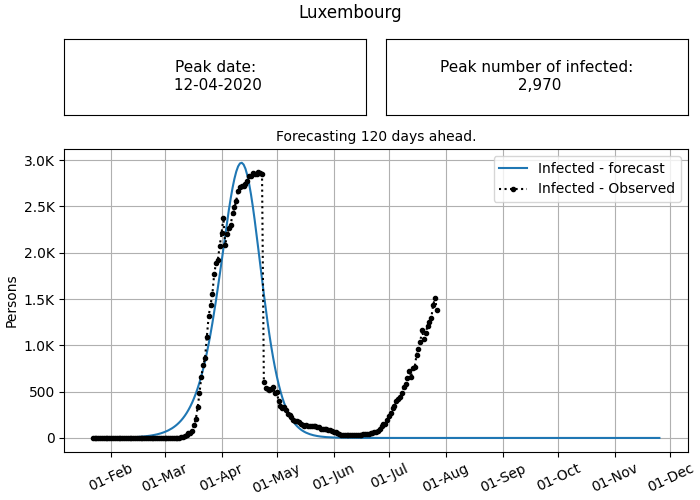 Luxembourg
Peak date:
12-04-2020
Peak number of infected:
2,970
Forecasting 120 days ahead.
Infected - forecast
Infected - Observed
Persons
3.0K
2.5K
2.0K
1.5K
1.0K
500
0
01-Feb 01-Mar 01-Apr 01-May 01-Jun 01-Jul 01-Aug 01-Sep 01-Oct 01-Nov 01-Dec